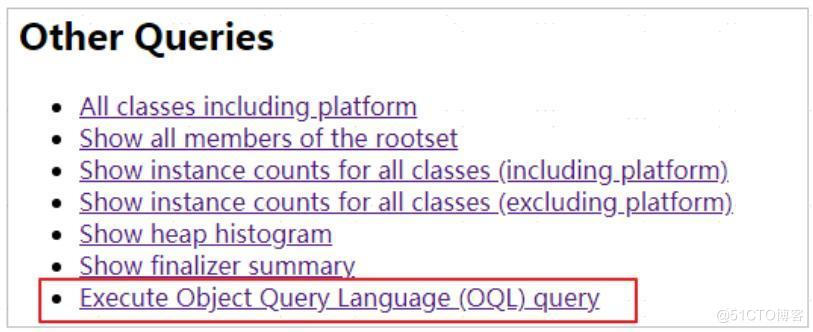 Other Queries
All classes including platform
Show all members of the rootset
Show instance counts for all classes (including platform)
Show instance counts for all classes (excluding platform)
Show heap histogram
Show finalizer summary
Execute Object Query Language (OQL) query
@51CTO博客